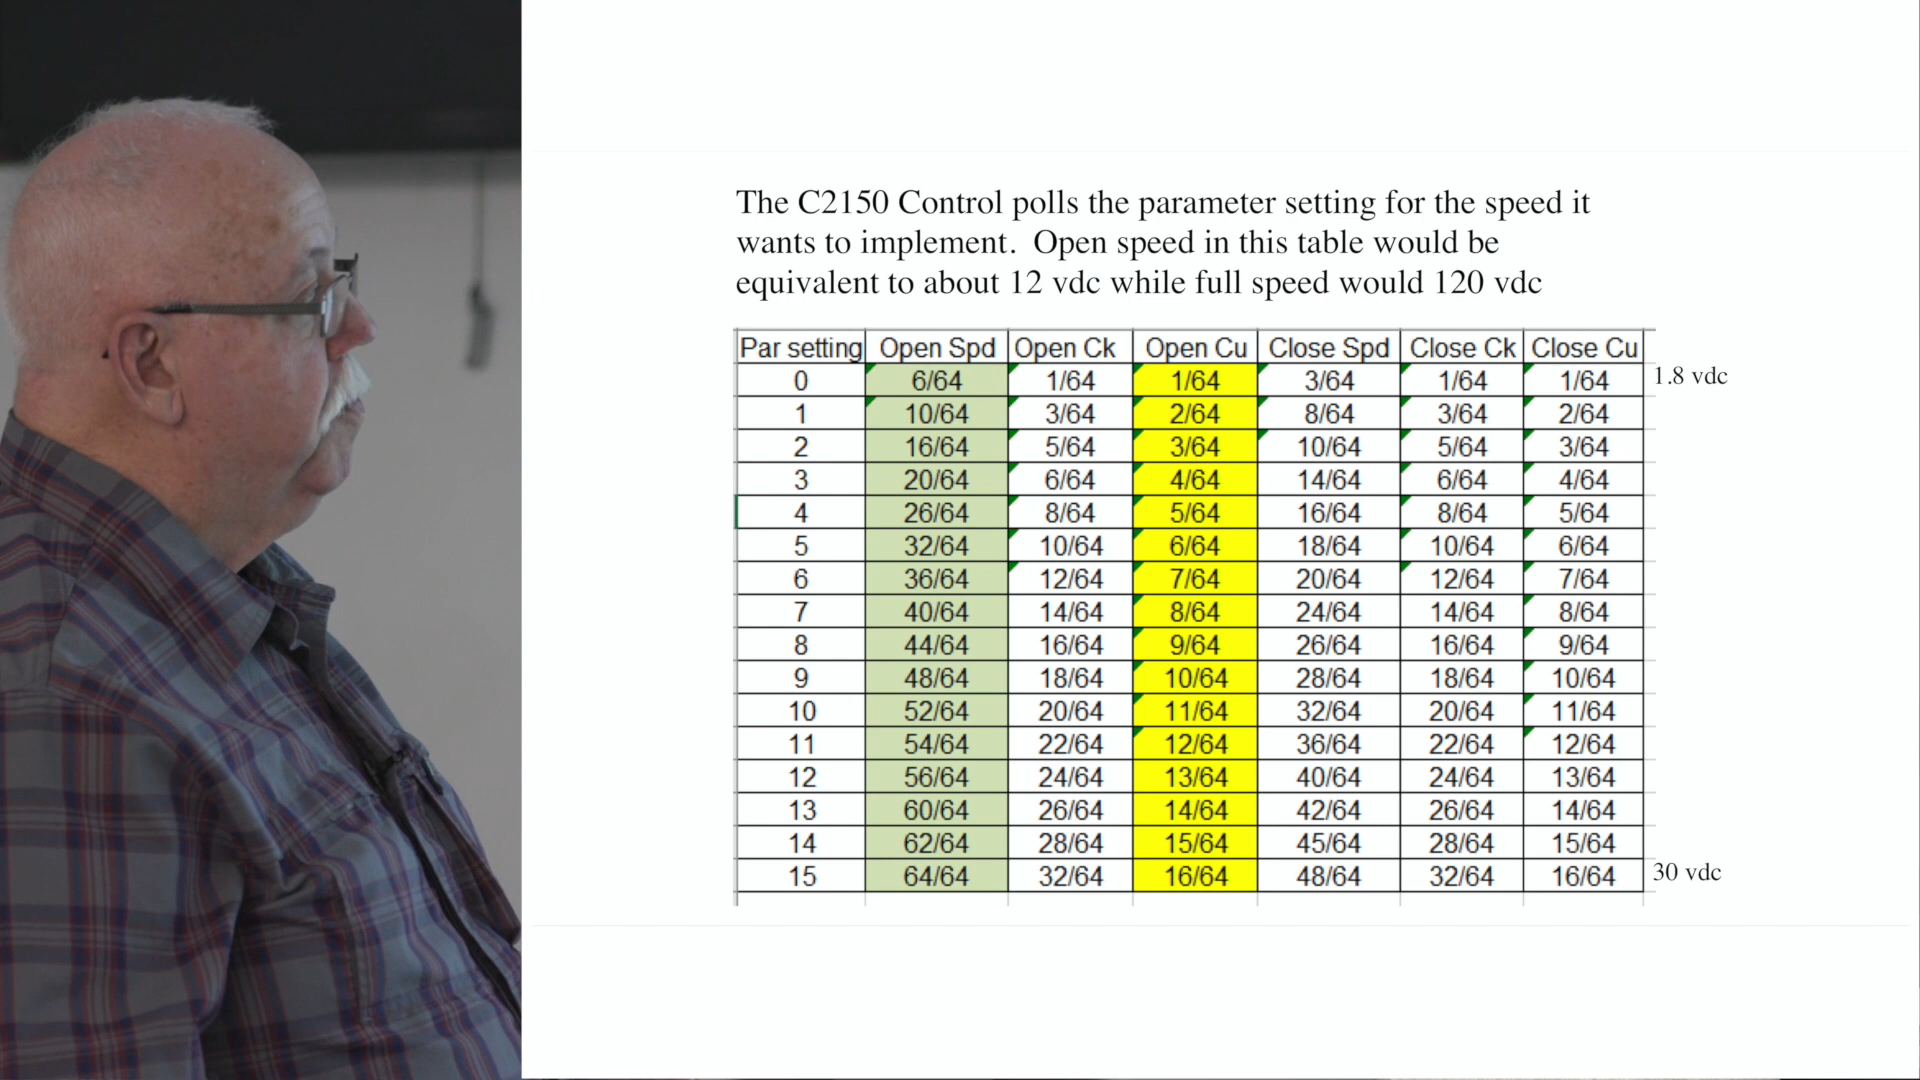 The C2150 Control polls the parameter setting for the speed it
wants to implement. Open speed in this table would be
equivalent to about 12 vdc while full speed would 120 vdc
Par setting Open Spd Open Ck Open Cu Close Spd Close Ck Close Cu
0 6/64 1/64 1/64 3/64 1/64 1/64 1.8 vdc
1 10/64 3/64 2/64 8/64 3/64 2/64
2 16/64 5/64 3/64 10/64 5/64 3/64
3 20/64 6/64 4/64 14/64 6/64 4/64
4 26/64 8/64 5/64 16/64 8/64 5/64
5 32/64 10/64 6/64 18/64 10/64 6/64
6 36/64 12/64 7/64 20/64 12/64 7/64
7 40/64 14/64 8/64 24/64 14/64 8/64
8 44/64 16/64 9/64 26/64 16/64 9/64
9 48/64 18/64 10/64 28/64 18/64 10/64
10 52/64 20/64 11/64 32/64 20/64 11/64
11 54/64 22/64 12/64 36/64 22/64 12/64
12 56/64 24/64 13/64 40/64 24/64 13/64
13 60/64 26/64 14/64 42/64 26/64 14/64
14 62/64 28/64 15/64 45/64 28/64 15/64
15 64/64 32/64 16/64 48/64 32/64 16/64 30 vdc